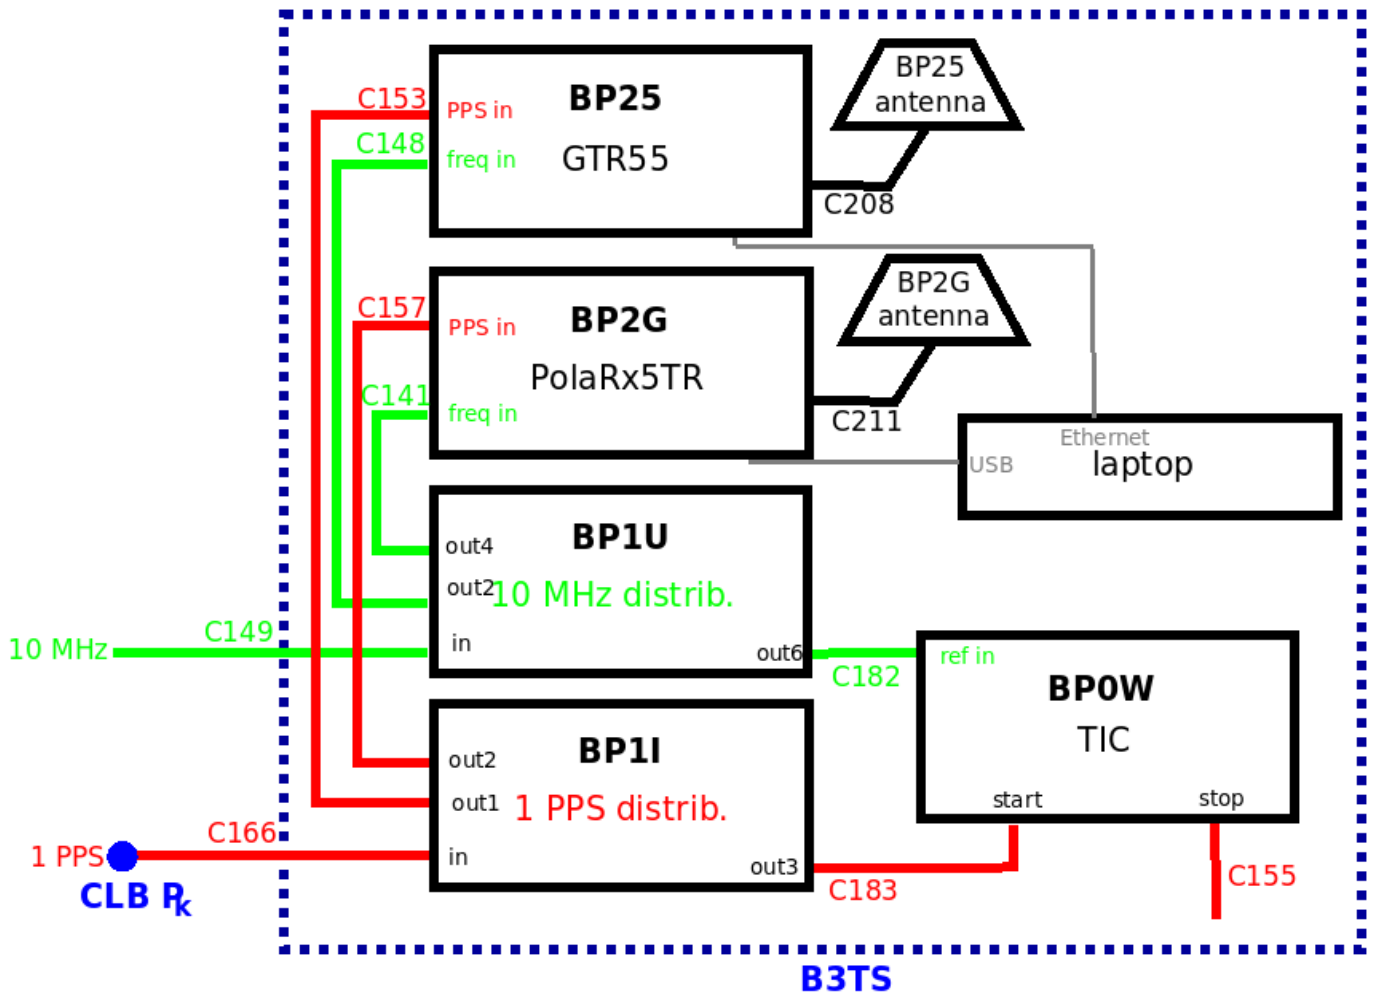 C153
PPS in
BP25
C148
freq in
GTR55
BP25
antenna
C208
C157
PPS in
BP2G
C141
freq in
PolaRx5TR
BP2G
antenna
C211
Ethernet
USB
laptop
BP1U
out4
out2
10 MHz distrib.
in
out6
10 MHz
C149
C182
ref in
BP0W
TIC
start
stop
BP1I
out2
out1
1 PPS distrib.
in
out3
1 PPS
C166
CLB Pk
C183
C155
B3TS